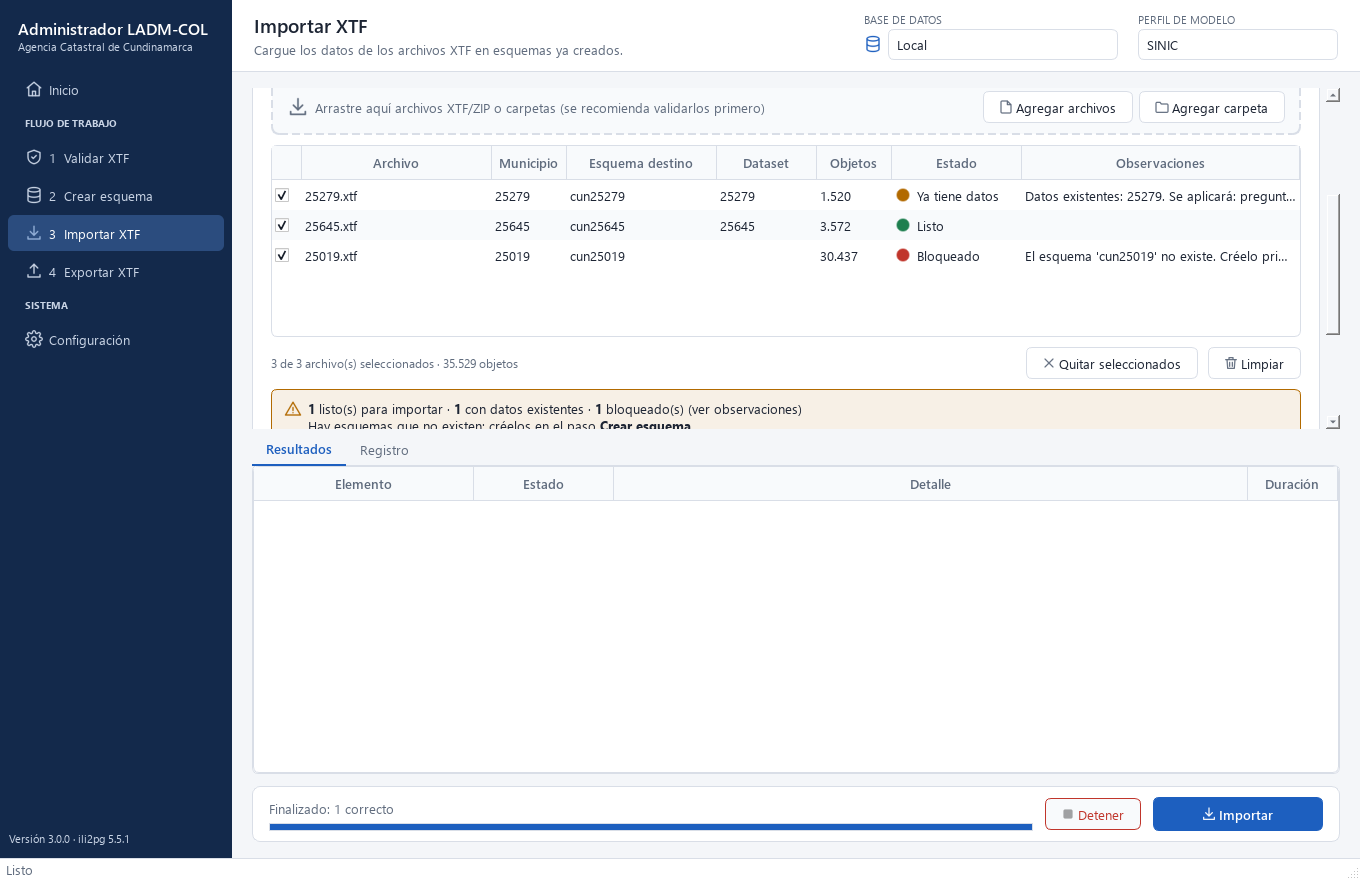 Administrador LADM-COL
Agencia Catastral de Cundinamarca
Inicio
FLUJO DE TRABAJO
1 Validar XTF
2 Crear esquema
3 Importar XTF
4 Exportar XTF
SISTEMA
Configuración
Versión 3.0.0 · ili2pg 5.5.1
Importar XTF
Cargue los datos de los archivos XTF en esquemas ya creados.
BASE DE DATOS
Local
PERFIL DE MODELO
SINIC
Arrastre aquí archivos XTF/ZIP o carpetas (se recomienda validarlos primero)
Agregar archivos
Agregar carpeta
Archivo Municipio Esquema destino Dataset Objetos Estado Observaciones
25279.xtf 25279 cun25279 25279 1.520 Ya tiene datos Datos existentes: 25279. Se aplicará: pregunt...
25645.xtf 25645 cun25645 25645 3.572 Listo
25019.xtf 25019 cun25019 30.437 Bloqueado El esquema 'cun25019' no existe. Créelo pri...
3 de 3 archivo(s) seleccionados · 35.529 objetos
Quitar seleccionados
Limpiar
1 listo(s) para importar · 1 con datos existentes · 1 bloqueado(s) (ver observaciones)
Hay esquemas que no existen: créelos en el paso Crear esquema
Resultados Registro
Elemento Estado Detalle Duración
Finalizado: 1 correcto
Detener
Importar
Listo